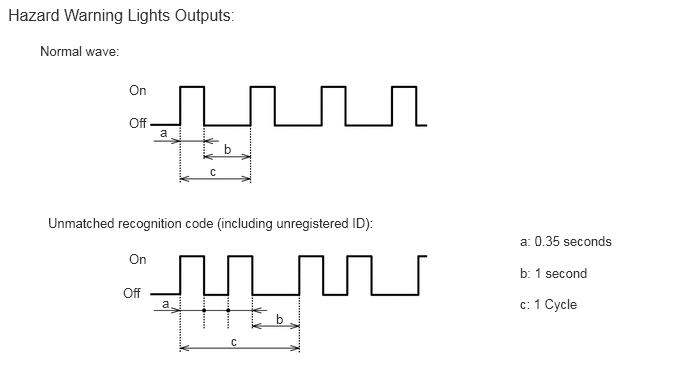 Hazard Warning Lights Outputs:
Normal wave:
On
Off
a
b
c
Unmatched recognition code (including unregistered ID):
On
Off
a
b
c
a: 0.35 seconds
b: 1 second
c: 1 Cycle